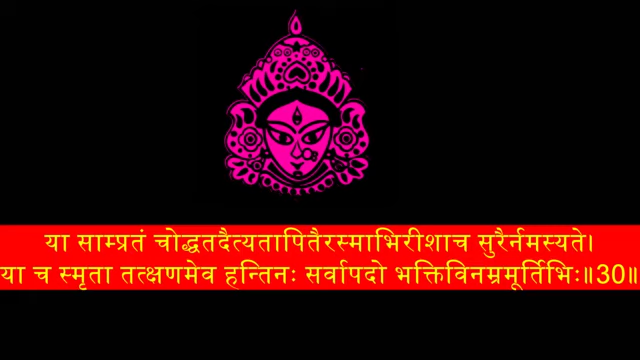 या साम्प्रतं चोद्धतदैत्यतापितैरस्माभिरीशाच सुरैर्नमस्यते।
या च स्मृता तत्क्षणमेव हन्तिनः सर्वापदो भक्तिविनम्रमूर्तिभिः॥30॥